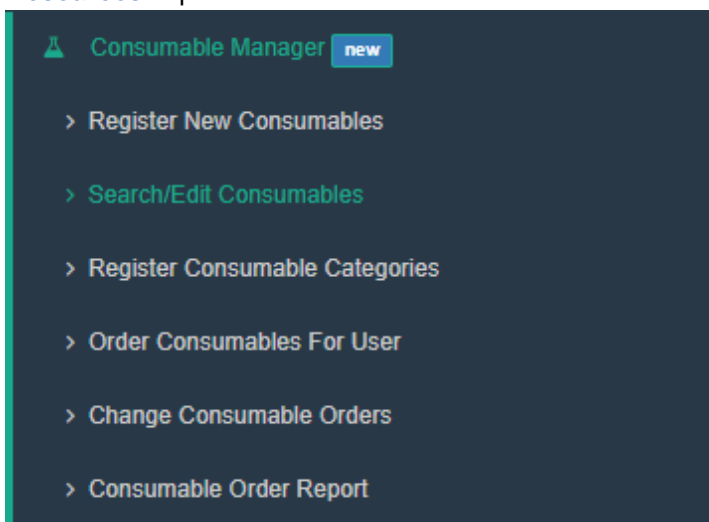 Consumable Manager new
> Register New Consumables
> Search/Edit Consumables
> Register Consumable Categories
> Order Consumables For User
> Change Consumable Orders
> Consumable Order Report